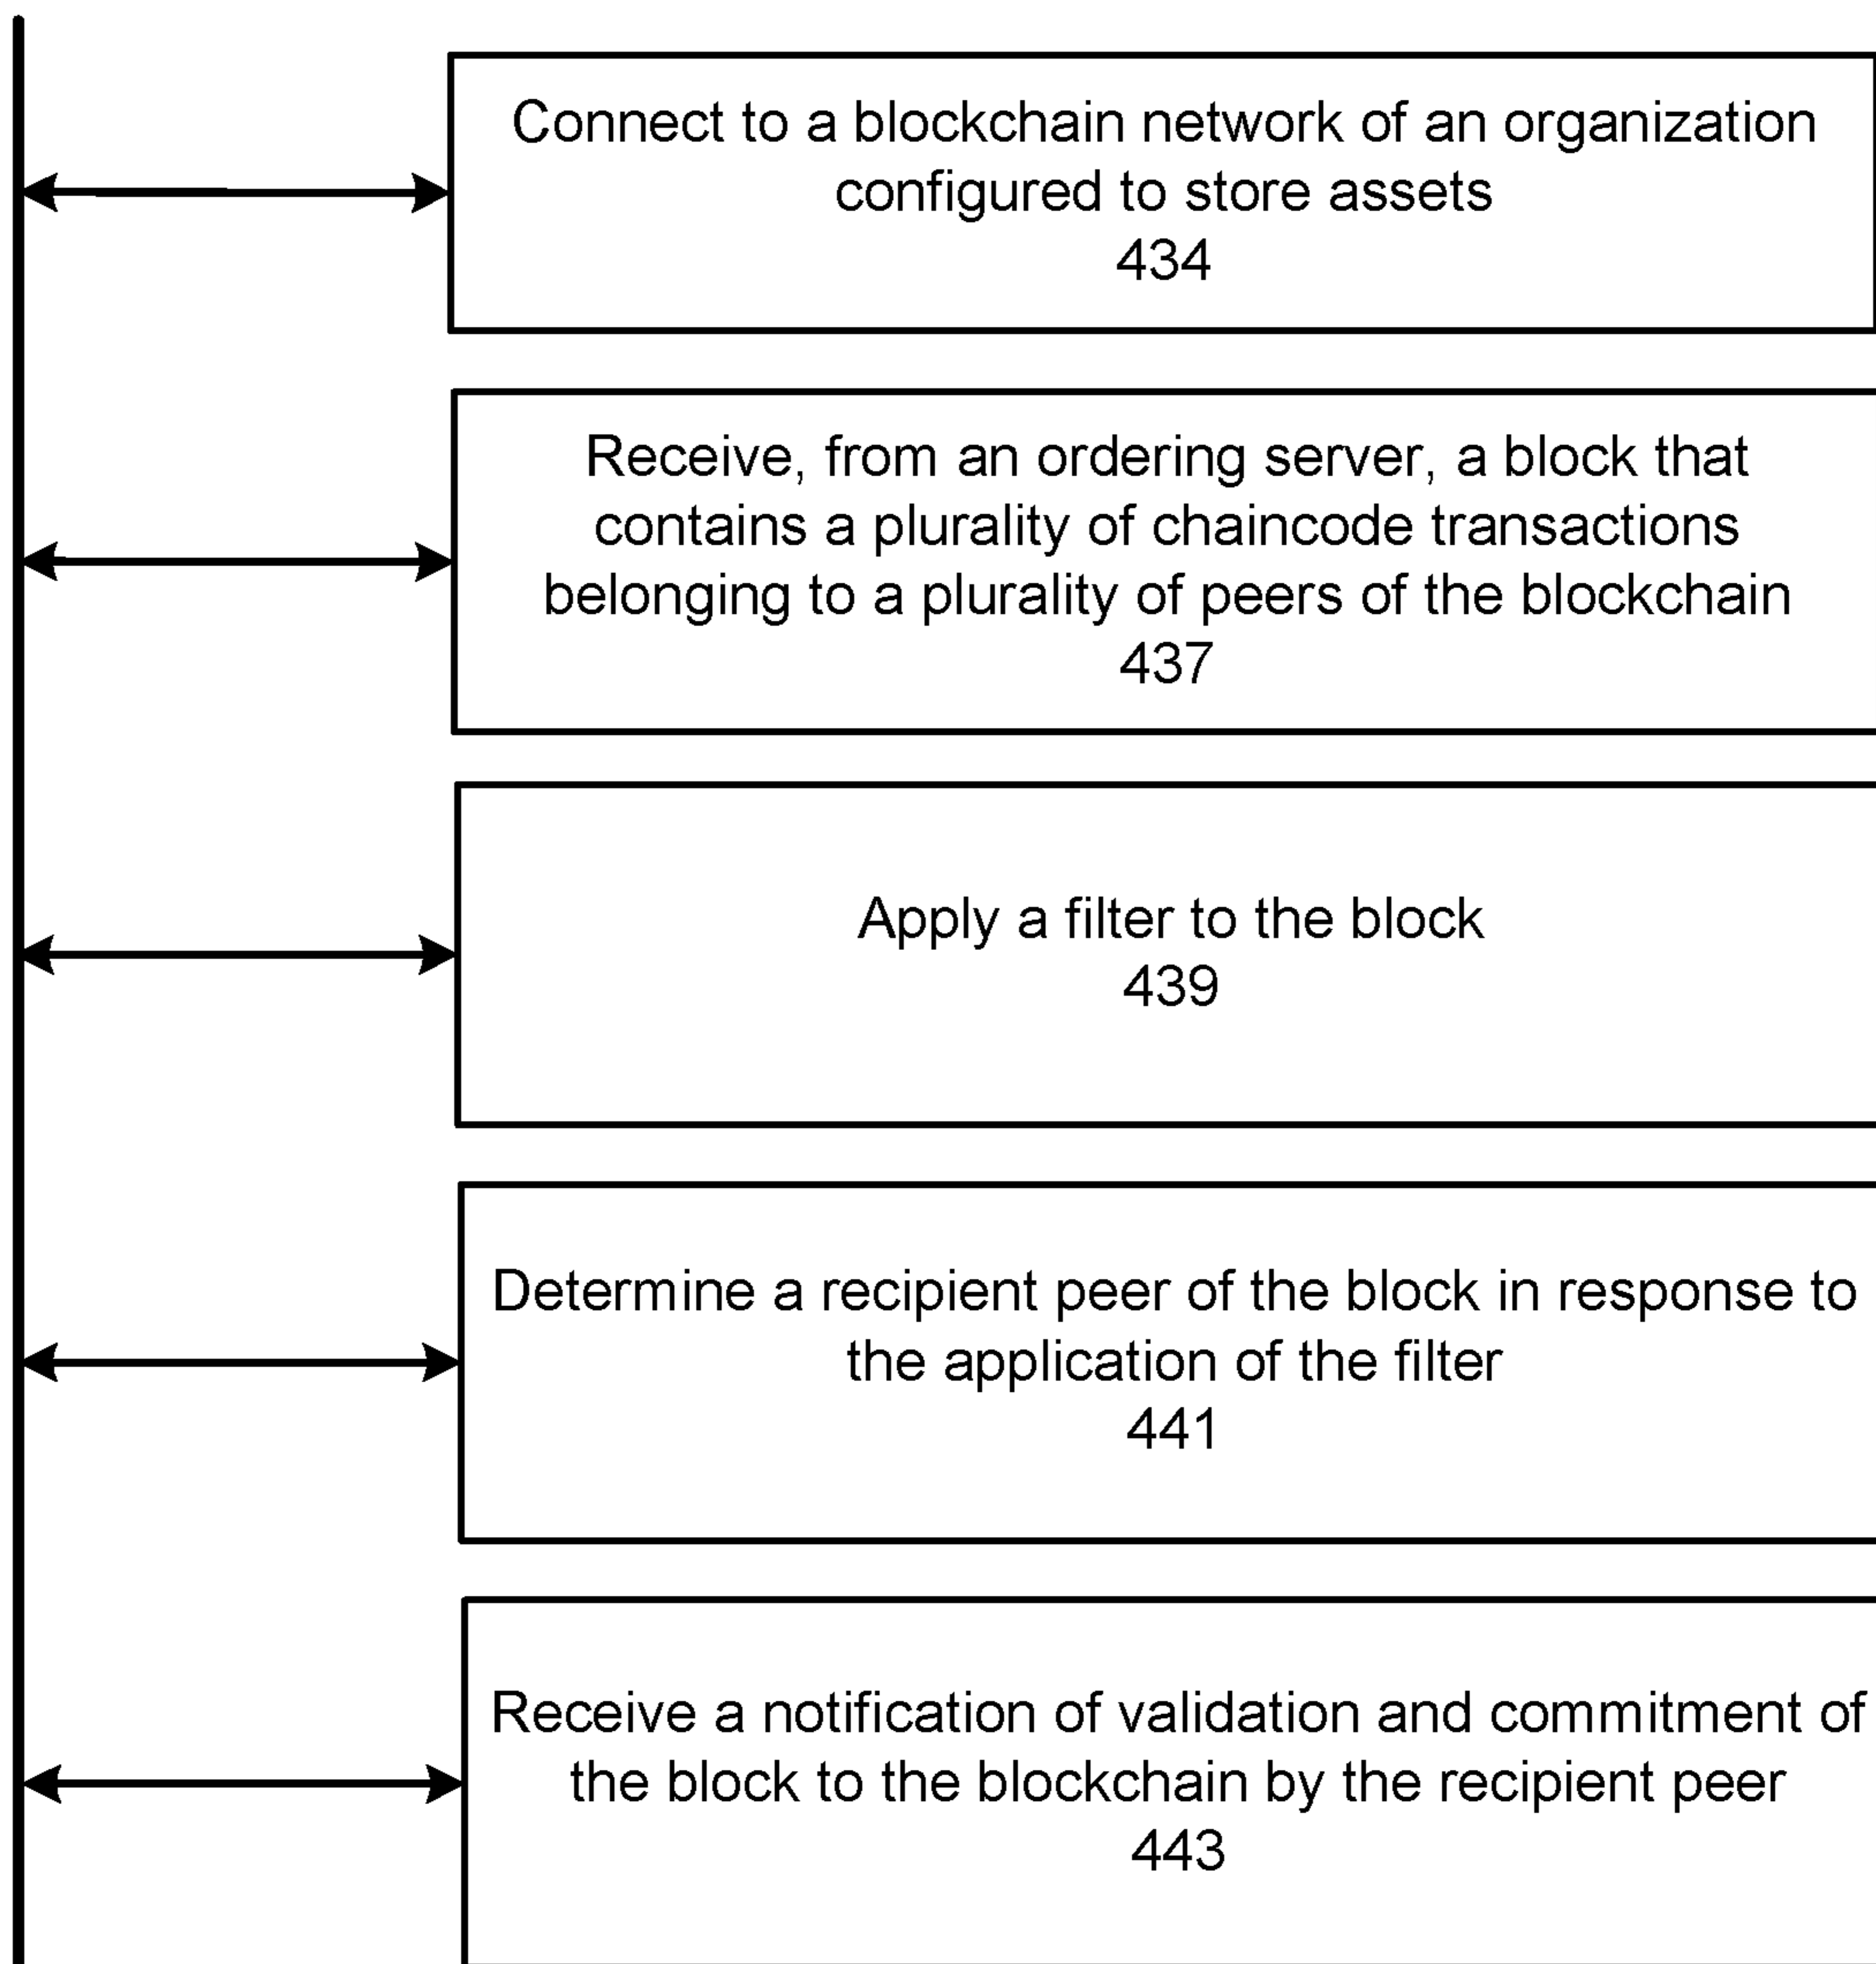 Connect to a blockchain network of an organization
configured to store assets
434
Receive, from an ordering server, a block that
contains a plurality of chaincode transactions
belonging to a plurality of peers of the blockchain
437
Apply a filter to the block
439
Determine a recipient peer of the block in response to
the application of the filter
441
Receive a notification of validation and commitment of
the block to the blockchain by the recipient peer
443